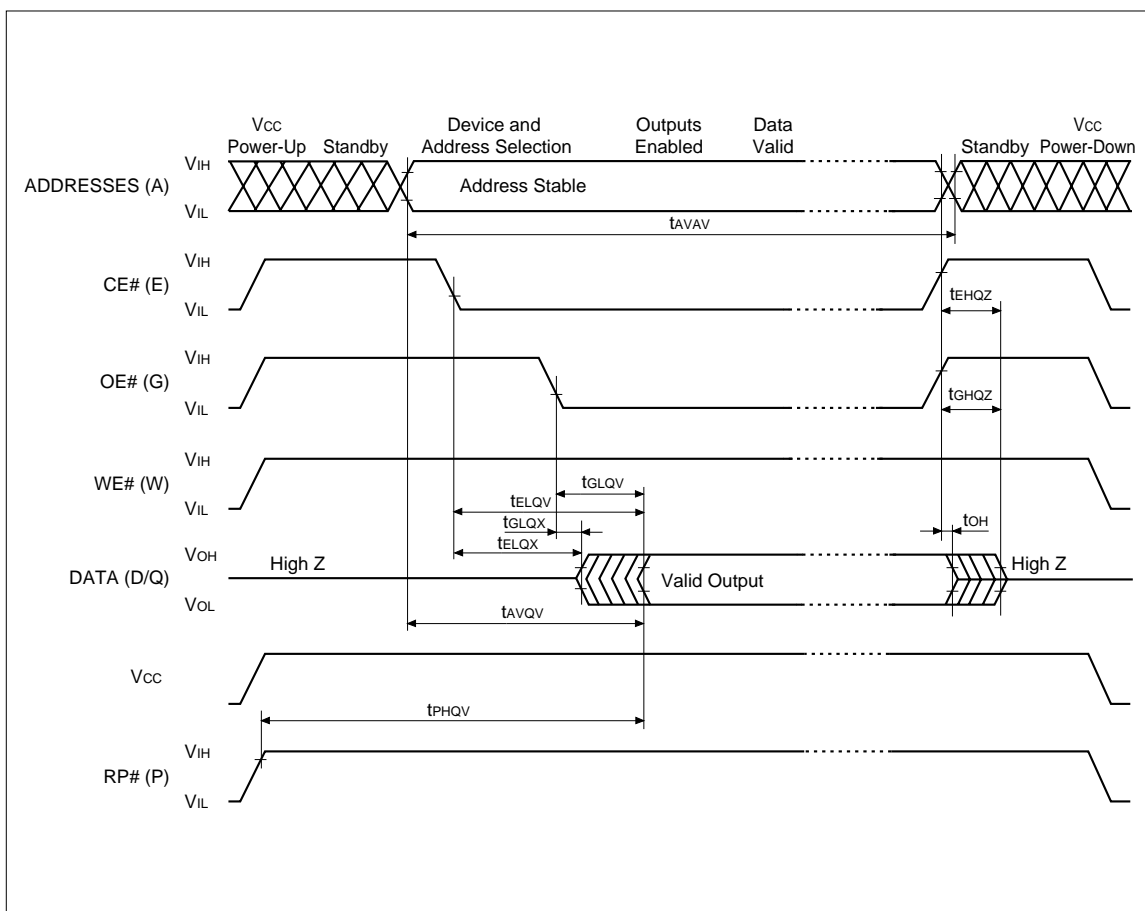 Vcc
Power-Up
Standby
Device and
Address Selection
Outputs
Enabled
Data
Valid
Standby
Vcc
Power-Down
ADDRESSES (A)
VIH
VIL
Address Stable
tAVAV
CE# (E)
VIH
VIL
tEHQZ
OE# (G)
VIH
VIL
tGHQZ
WE# (W)
VIH
VIL
tGLQV
tELQV
tGLQX
tELQX
tOH
DATA (D/Q)
VOH
VOL
High Z
Valid Output
High Z
tAVQV
Vcc
tPHQV
RP# (P)
VIH
VIL